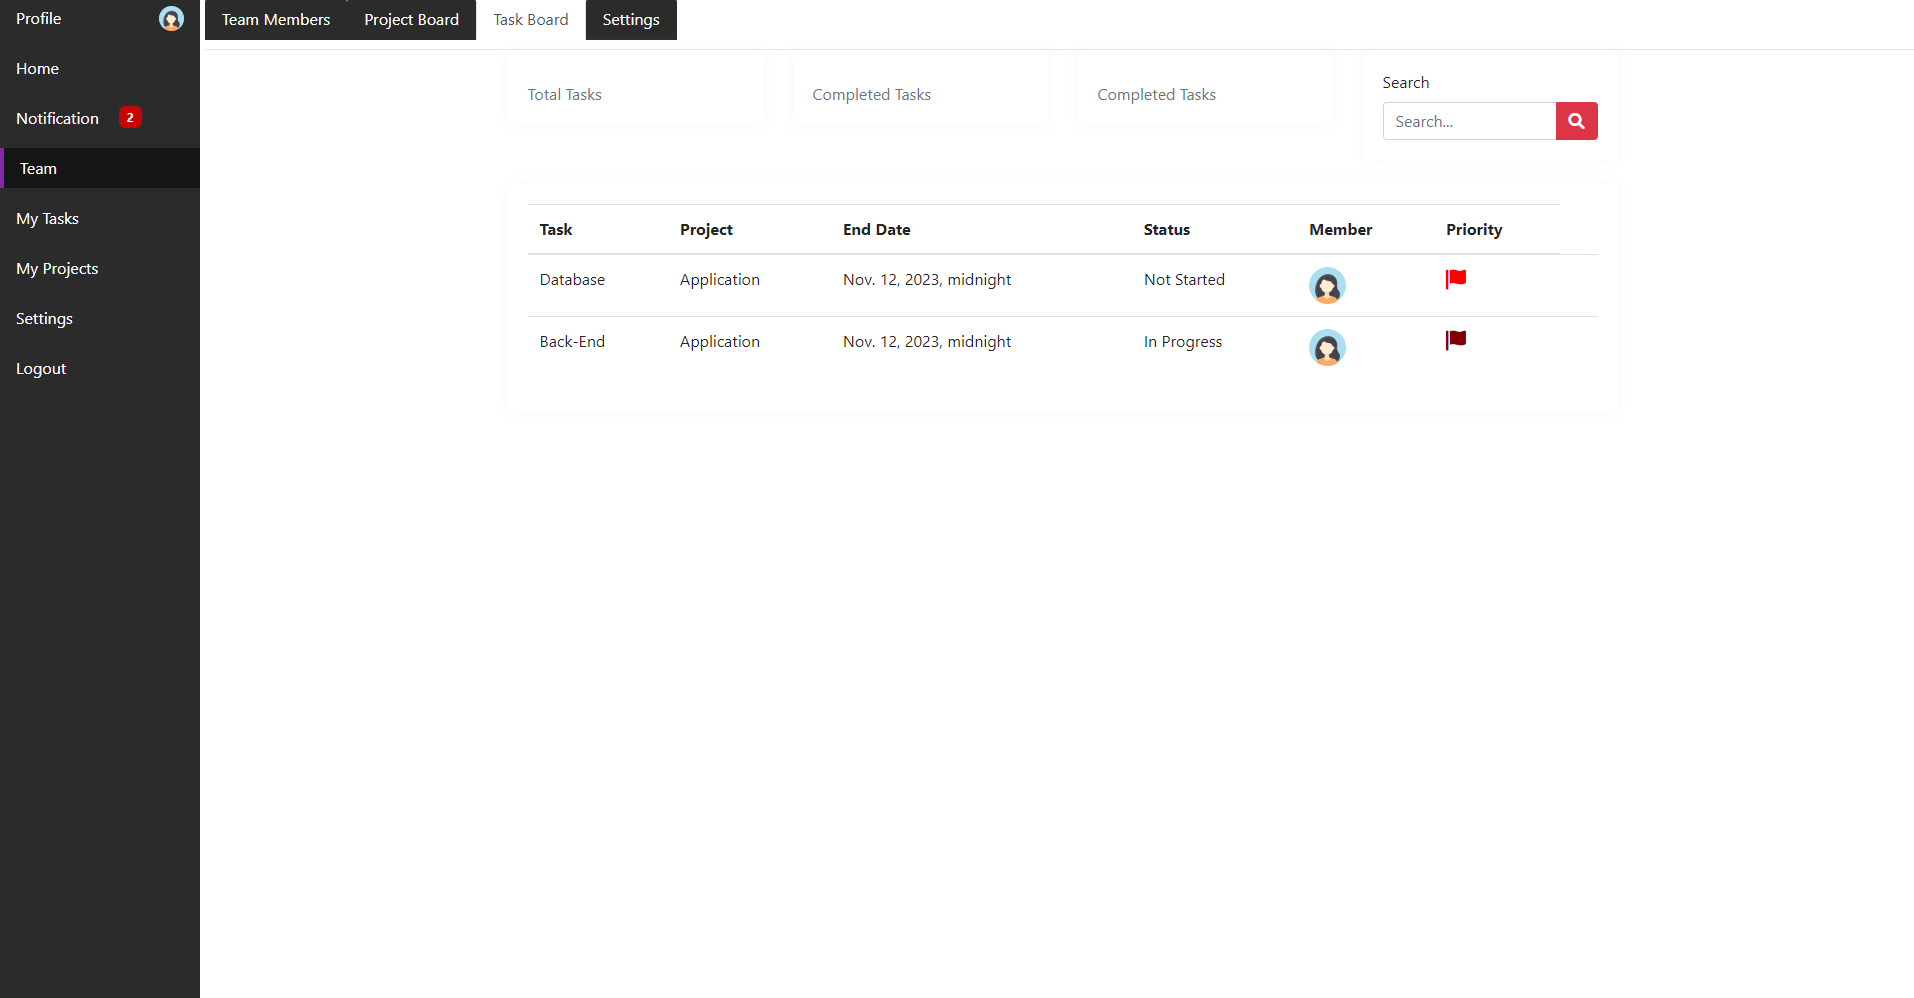 Profile
Home
Notification 2
Team
My Tasks
My Projects
Settings
Logout
Team Members Project Board Task Board Settings
Total Tasks Completed Tasks Completed Tasks Search
Search...
Task Project End Date Status Member Priority
Database Application Nov. 12, 2023, midnight Not Started
Back-End Application Nov. 12, 2023, midnight In Progress